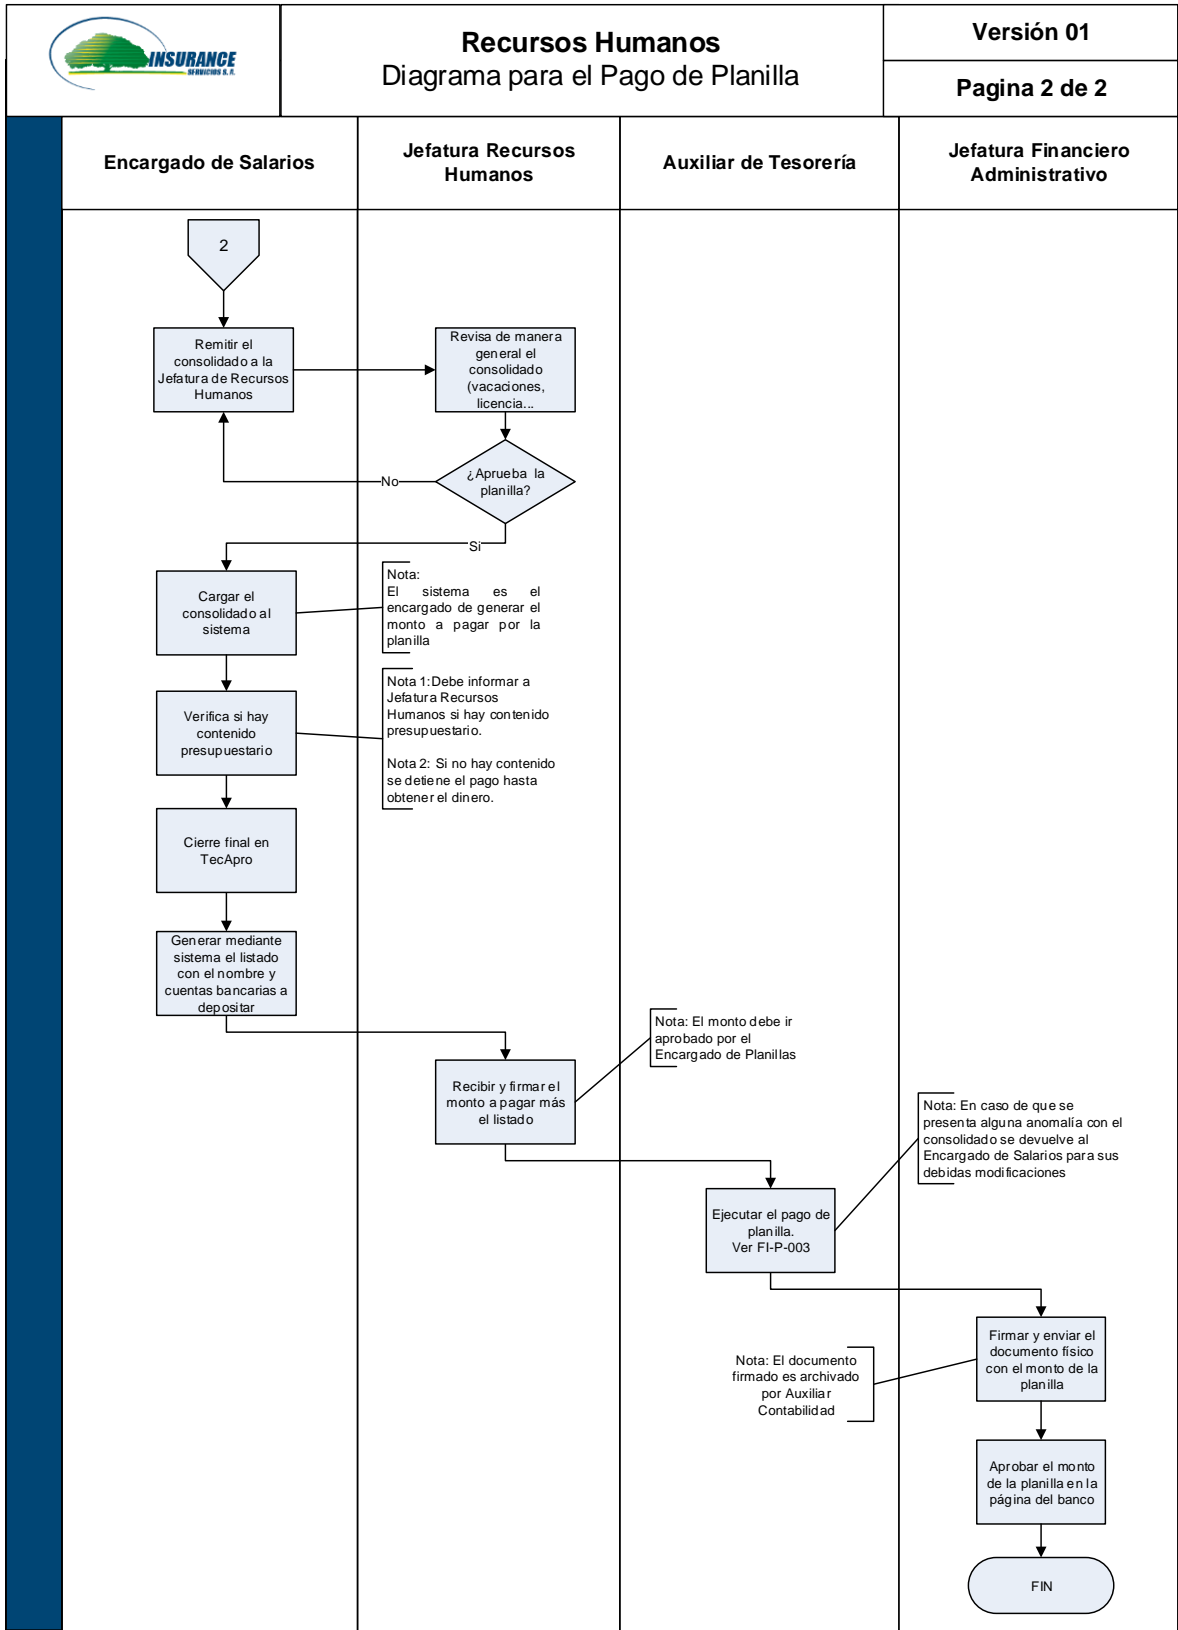 INSURANCE
SERVICIOS S. A.
Recursos Humanos
Diagrama para el Pago de Planilla
Versión 01
Pagina 2 de 2
Encargado de Salarios
Jefatura Recursos
Humanos
Auxiliar de Tesorería
Jefatura Financiero
Administrativo
2
Remitir el
consolidado a la
Jefatura de Recursos
Humanos
Revisa de manera
general el
consolidado
(vacaciones,
licencia...
¿Aprueba la
planilla?
No
Si
Cargar el
consolidado al
sistema
Nota:
El sistema es el
encargado de generar el
monto a pagar por la
planilla
Verifica si hay
contenido
presupuestario
Nota 1:Debe informar a
Jefatura Recursos
Humanos si hay contenido
presupuestario.
Nota 2: Si no hay contenido
se detiene el pago hasta
obtener el dinero.
Cierre final en
TecApro
Generar mediante
sistema el listado
con el nombre y
cuentas bancarias a
depositar
Nota: El monto debe ir
aprobado por el
Encargado de Planillas
Recibir y firmar el
monto a pagar más
el listado
Nota: En caso de que se
presenta alguna anomalía con el
consolidado se devuelve al
Encargado de Salarios para sus
debidas modificaciones
Ejecutar el pago de
planilla.
Ver FI-P-003
Firmar y enviar el
documento físico
con el monto de la
planilla
Nota: El documento
firmado es archivado
por Auxiliar
Contabilidad
Aprobar el monto
de la planilla en la
página del banco
FIN